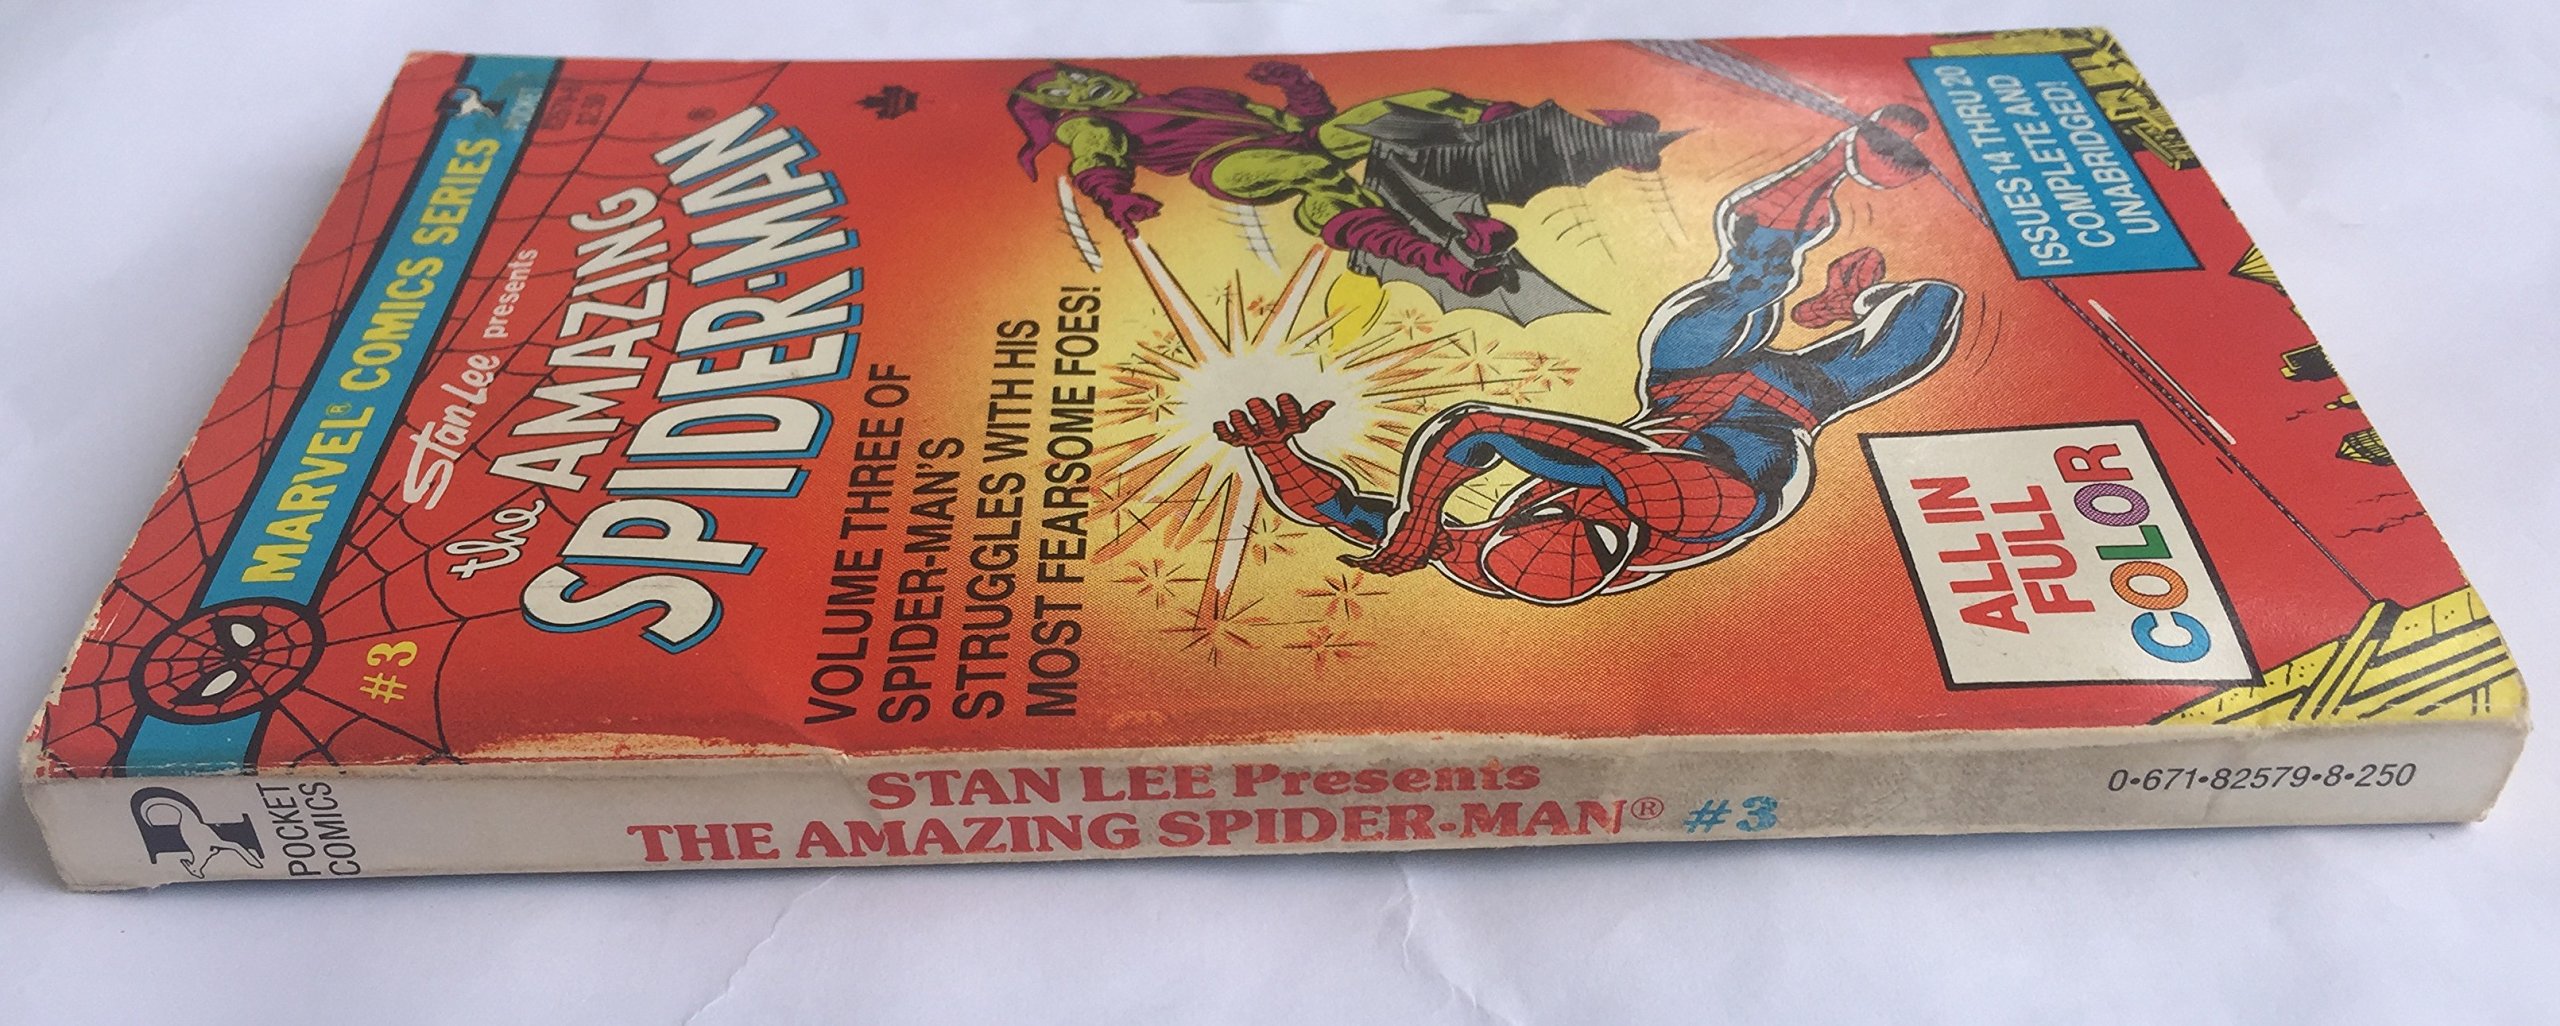 POCKET
MARVEL® COMICS SERIES
#3
Stan Lee presents
the AMAZING
SPIDER-MAN®
VOLUME THREE OF
SPIDER-MAN'S
STRUGGLES WITH HIS
MOST FEARSOME FOES!
ISSUES 14 THRU 20
COMPLETE AND
UNABRIDGED!
ALL IN
FULL
COLOR
P
POCKET
COMICS
STAN LEE Presents
THE AMAZING SPIDER-MAN® #3
0•671•82579•8•250